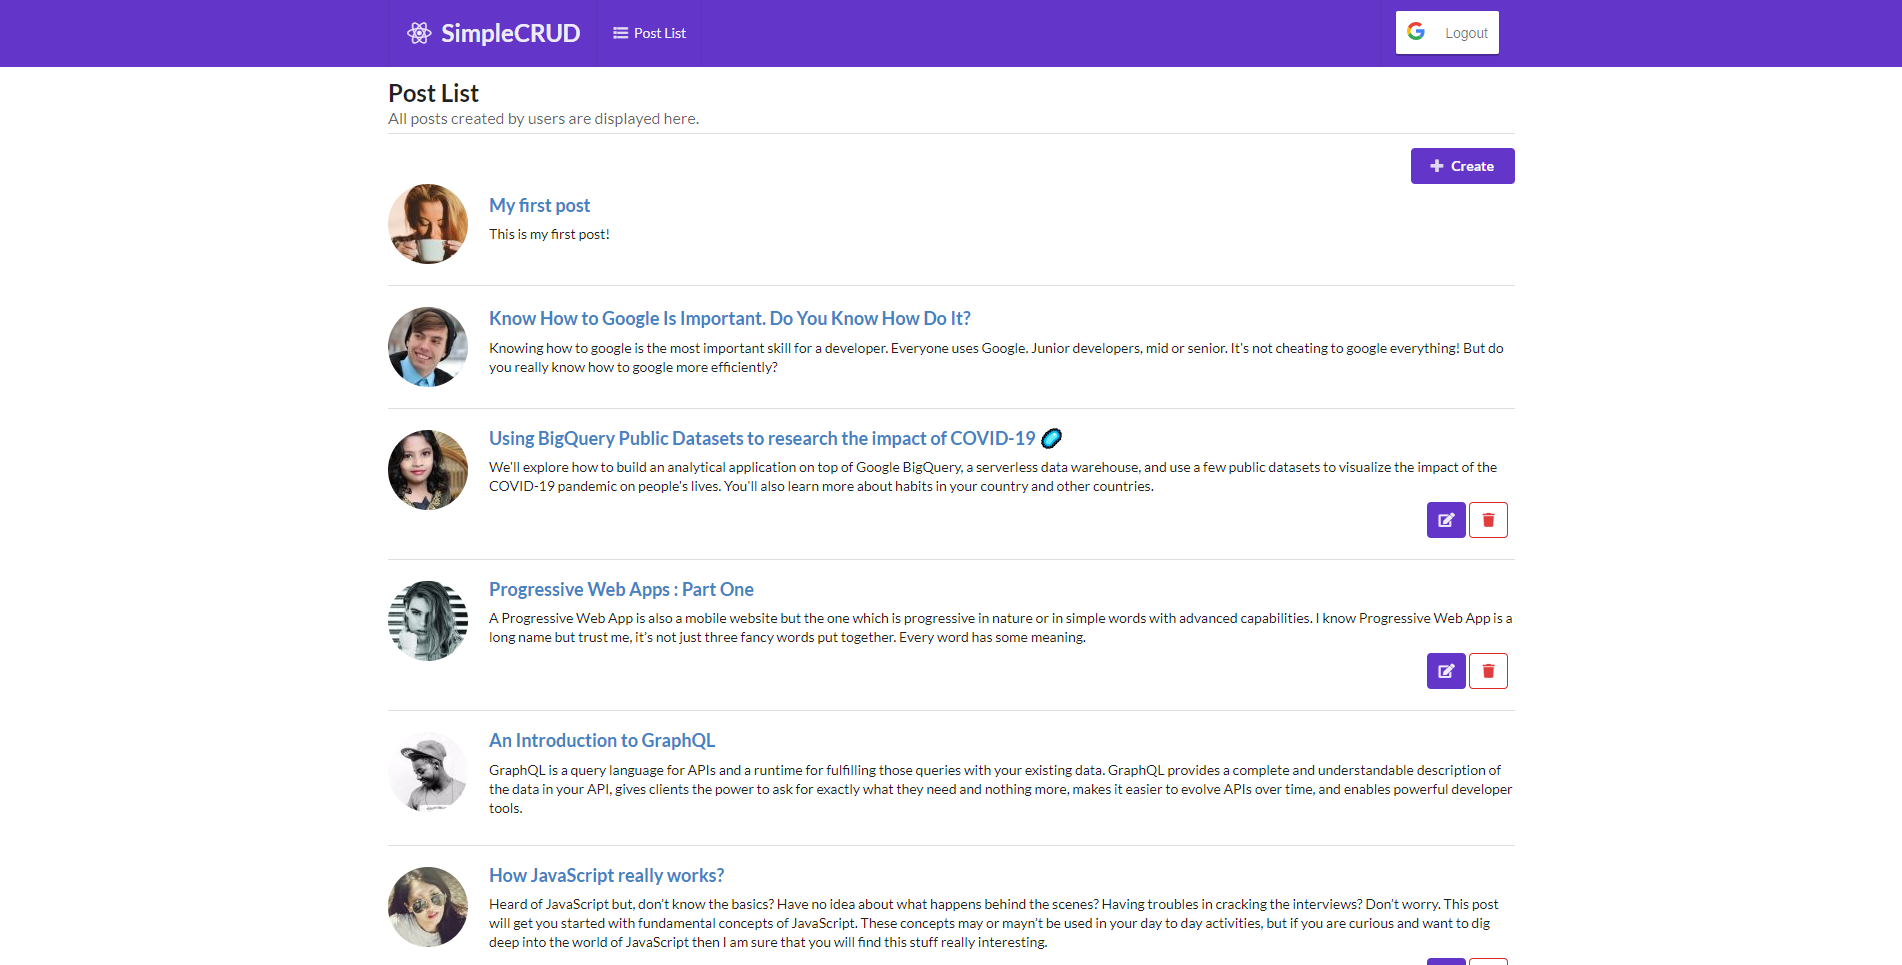 SimpleCRUD
Post List
Logout
Post List
All posts created by users are displayed here.
Create
My first post
This is my first post!
Know How to Google Is Important. Do You Know How Do It?
Knowing how to google is the most important skill for a developer. Everyone uses Google. Junior developers, mid or senior. It's not cheating to google everything! But do
you really know how to google more efficiently?
Using BigQuery Public Datasets to research the impact of COVID-19
We'll explore how to build an analytical application on top of Google BigQuery, a serverless data warehouse, and use a few public datasets to visualize the impact of the
COVID-19 pandemic on people's lives. You'll also learn more about habits in your country and other countries.
Progressive Web Apps : Part One
A Progressive Web App is also a mobile website but the one which is progressive in nature or in simple words with advanced capabilities. I know Progressive Web App is a
long name but trust me, it's not just three fancy words put together. Every word has some meaning.
An Introduction to GraphQL
GraphQL is a query language for APIs and a runtime for fulfilling those queries with your existing data. GraphQL provides a complete and understandable description of
the data in your API, gives clients the power to ask for exactly what they need and nothing more, makes it easier to evolve APIs over time, and enables powerful developer
tools.
How JavaScript really works?
Heard of JavaScript but, don't know the basics? Have no idea about what happens behind the scenes? Having troubles in cracking the interviews? Don't worry. This post
will get you started with fundamental concepts of JavaScript. These concepts may or mayn't be used in your day to day activities, but if you are curious and want to dig
deep into the world of JavaScript then I am sure that you will find this stuff really interesting.